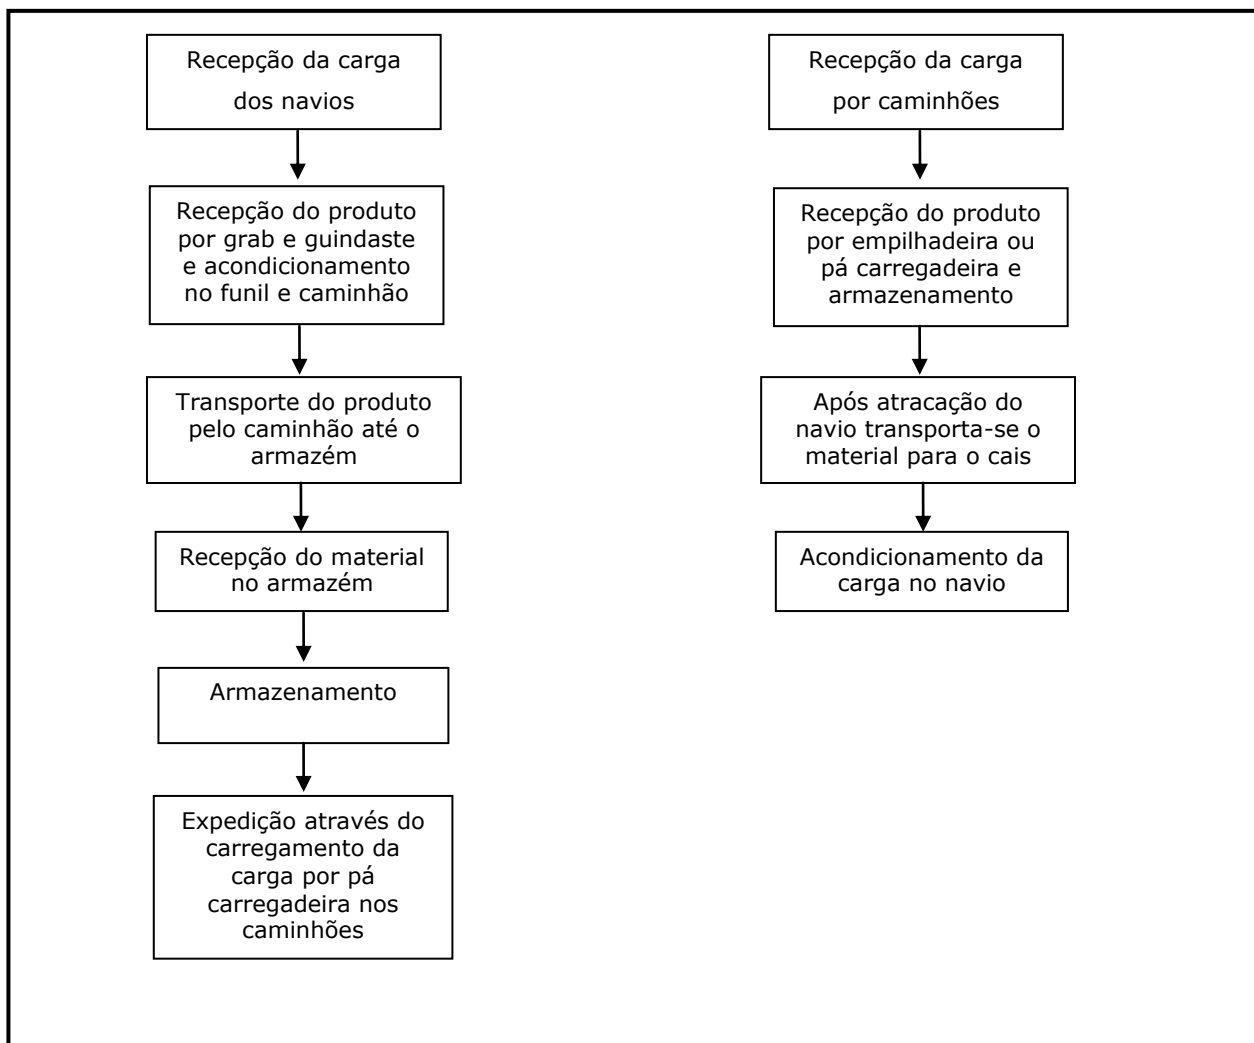 Recepção da carga
dos navios
Recepção do produto
por grab e guindaste
e acondicionamento
no funil e caminhão
Transporte do produto
pelo caminhão até o
armazém
Recepção do material
no armazém
Armazenamento
Expedição através do
carregamento da
carga por pá
carregadeira nos
caminhões
Recepção da carga
por caminhões
Recepção do produto
por empilhadeira ou
pá carregadeira e
armazenamento
Após atracação do
navio transporta-se o
material para o cais
Acondicionamento da
carga no navio